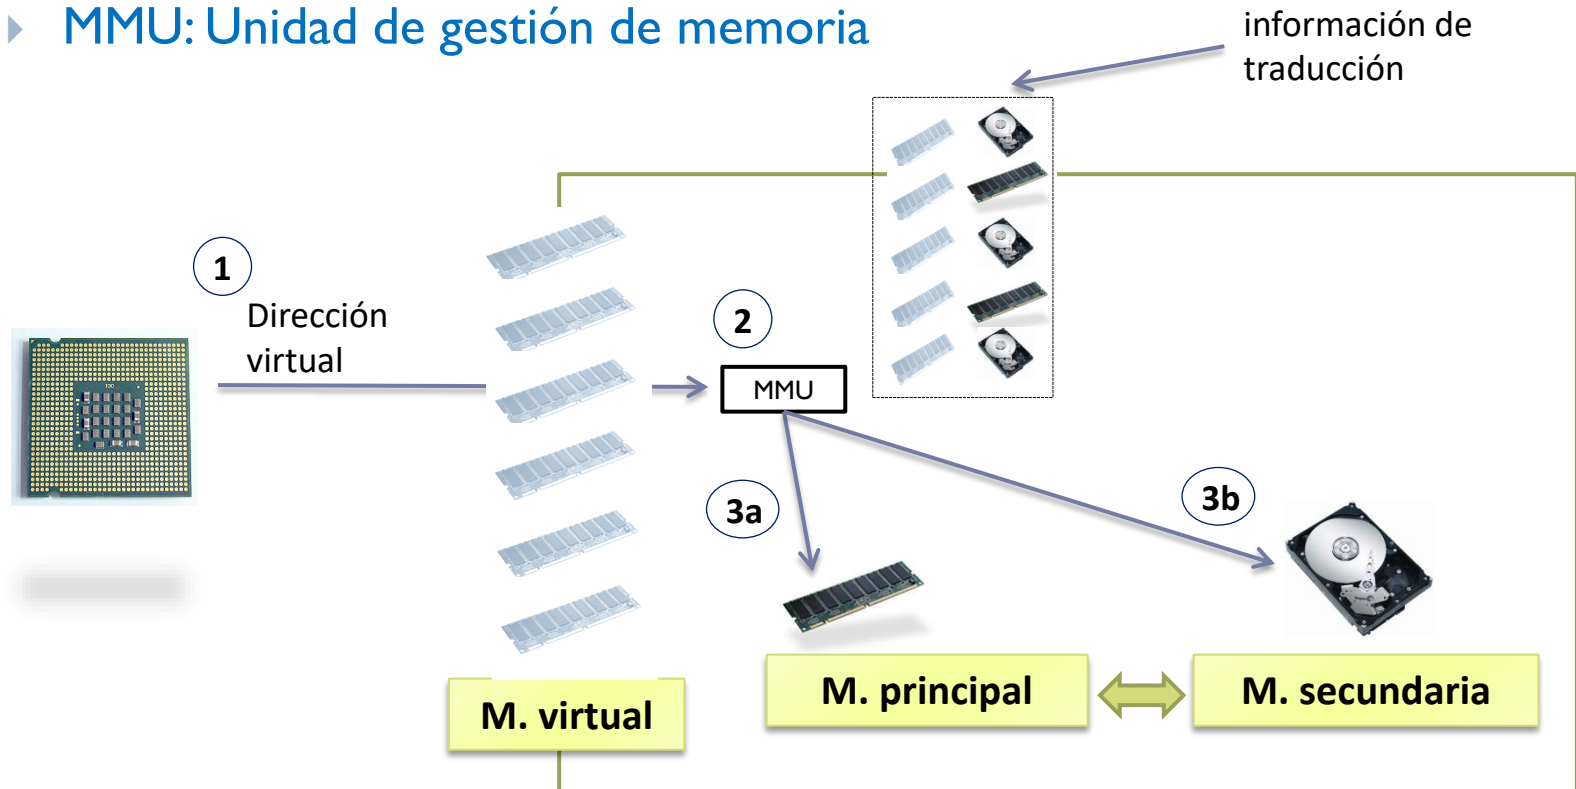 MMU: Unidad de gestión de memoria
información de
traducción
1
Dirección
virtual
2
MMU
3a
3b
M. virtual
M. principal
M. secundaria